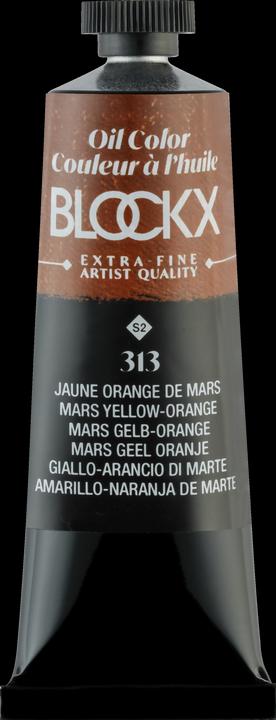 Oil Color
Couleur à l'huile
BLOCKX
EXTRA-FINE
ARTIST QUALITY
S2
313
JAUNE ORANGE DE MARS
MARS YELLOW-ORANGE
MARS GELB-ORANGE
MARS GEEL ORANJE
GIALLO-ARANCIO DI MARTE
AMARILLO-NARANJA DE MARTE